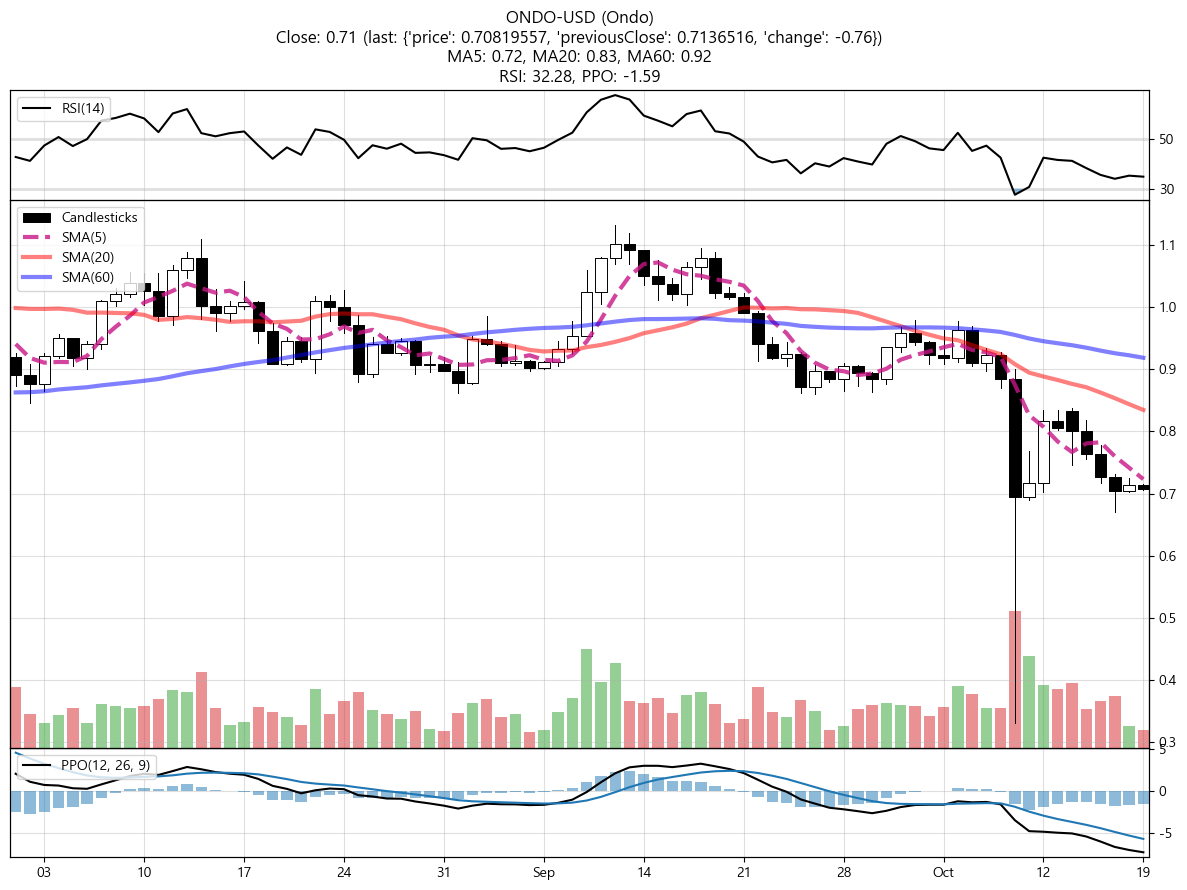 ONDO-USD (Ondo)
Close: 0.71 (last: {'price': 0.70819557, 'previousClose': 0.7136516, 'change': -0.76})
MA5: 0.72, MA20: 0.83, MA60: 0.92
RSI: 32.28, PPO: -1.59
RSI(14)
50
30
Candlesticks
SMA(5)
SMA(20)
SMA(60)
1.1
1.0
0.9
0.8
0.7
0.6
0.5
0.4
0.3
PPO(12, 26, 9)
5
0
-5
03 10 17 24 31 Sep 14 21 28 Oct 12 19